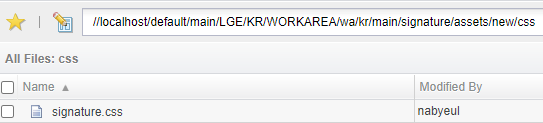 //localhost/default/main/LGE/KR/WORKAREA/wa/kr/main/signature/assets/new/css
All Files: css
Name ▲ Modified By
signature.css nabyeul